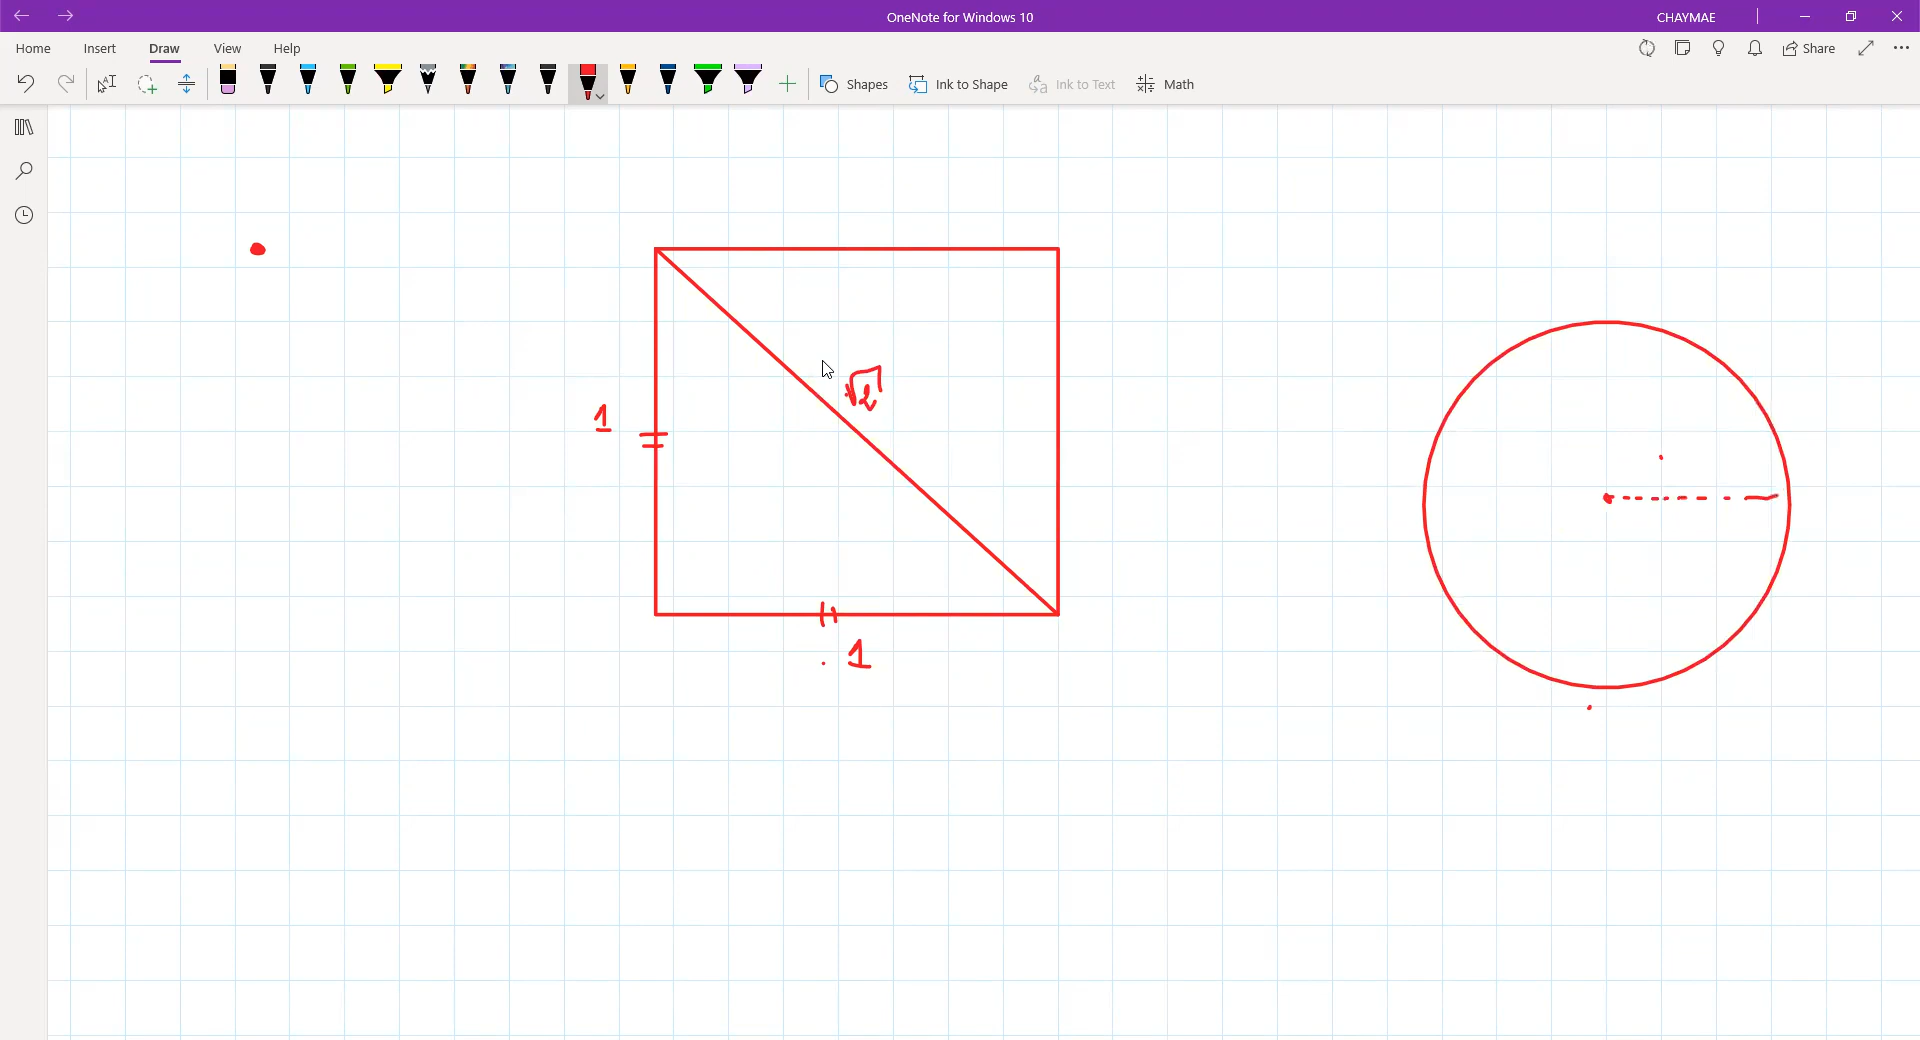 OneNote for Windows 10
CHAYMAE
Home Insert Draw View Help
Share
Shapes Ink to Shape Ink to Text Math
√2
1
1